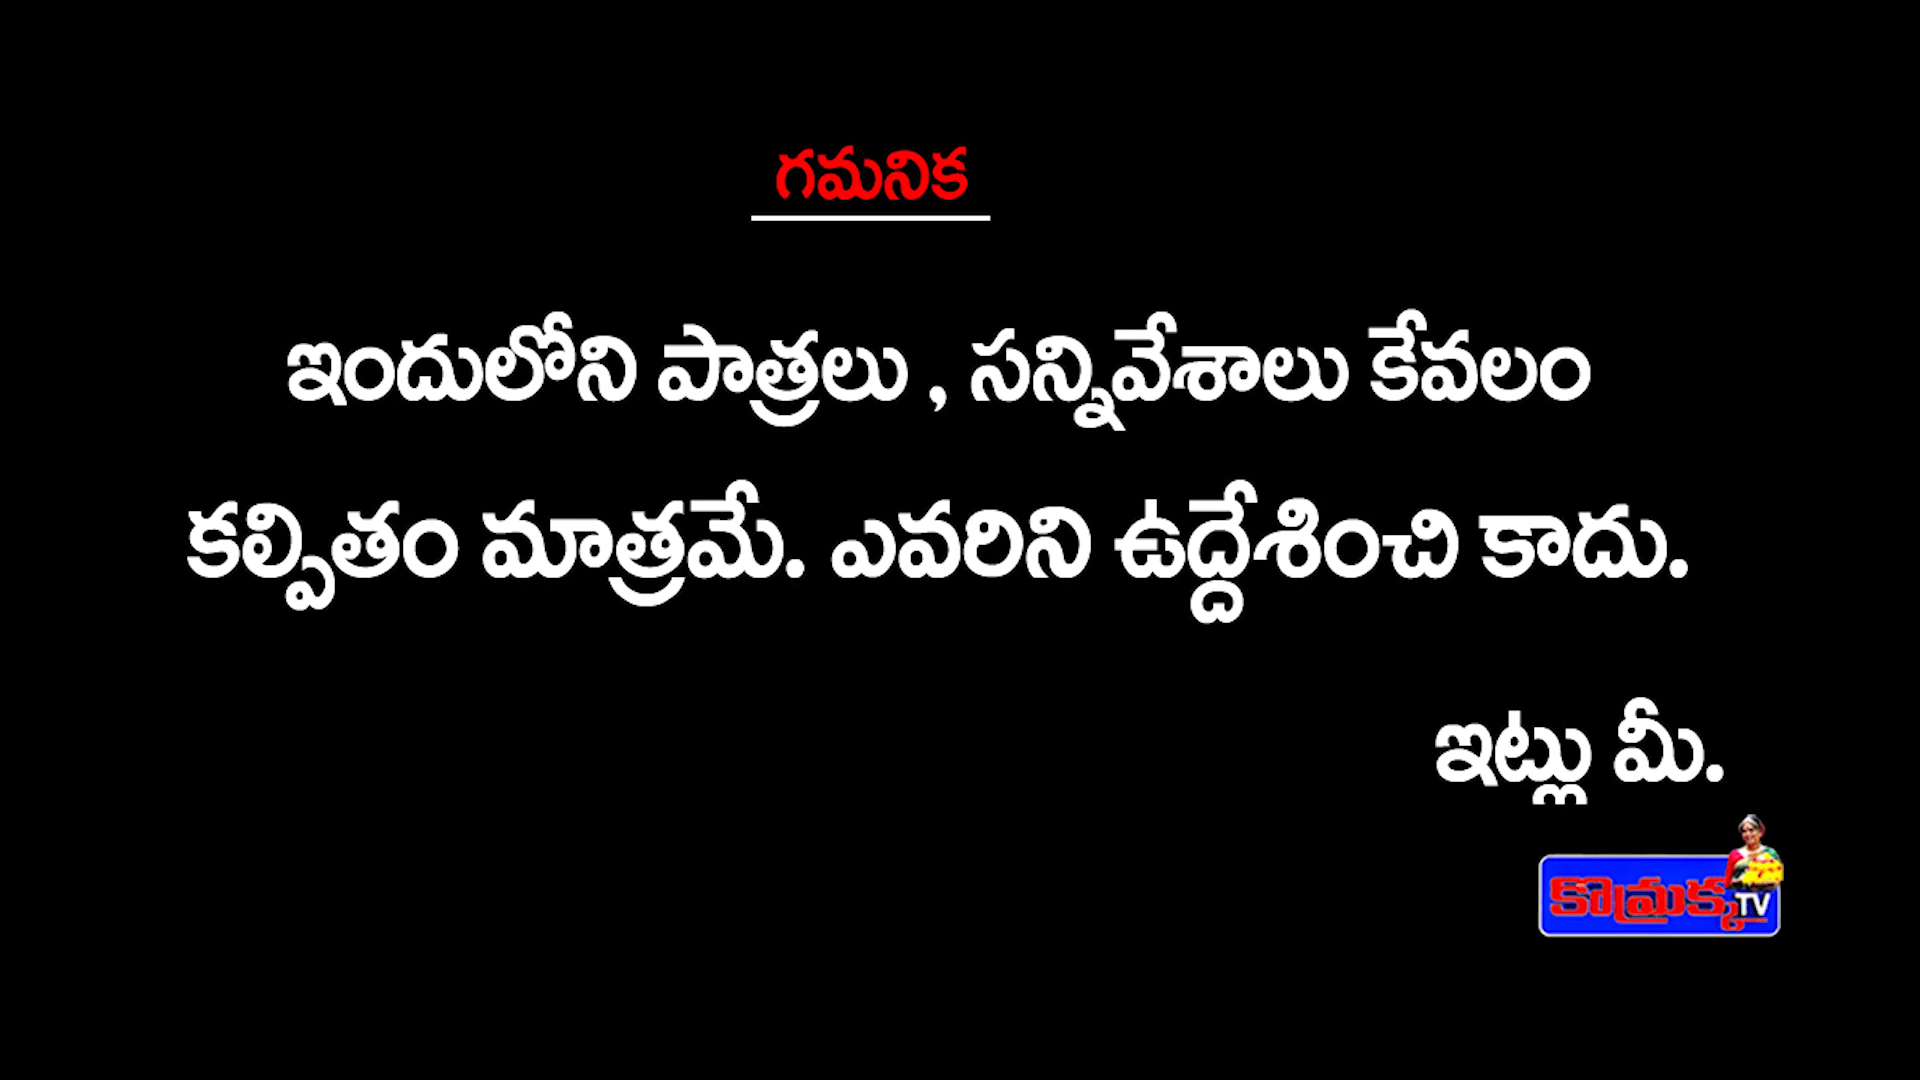 గమనిక
ఇందులోని పాత్రలు , సన్నివేశాలు కేవలం
కల్పితం మాత్రమే. ఎవరిని ఉద్దేశించి కాదు.
ఇట్లు మీ.
కొమ్రక్క TV